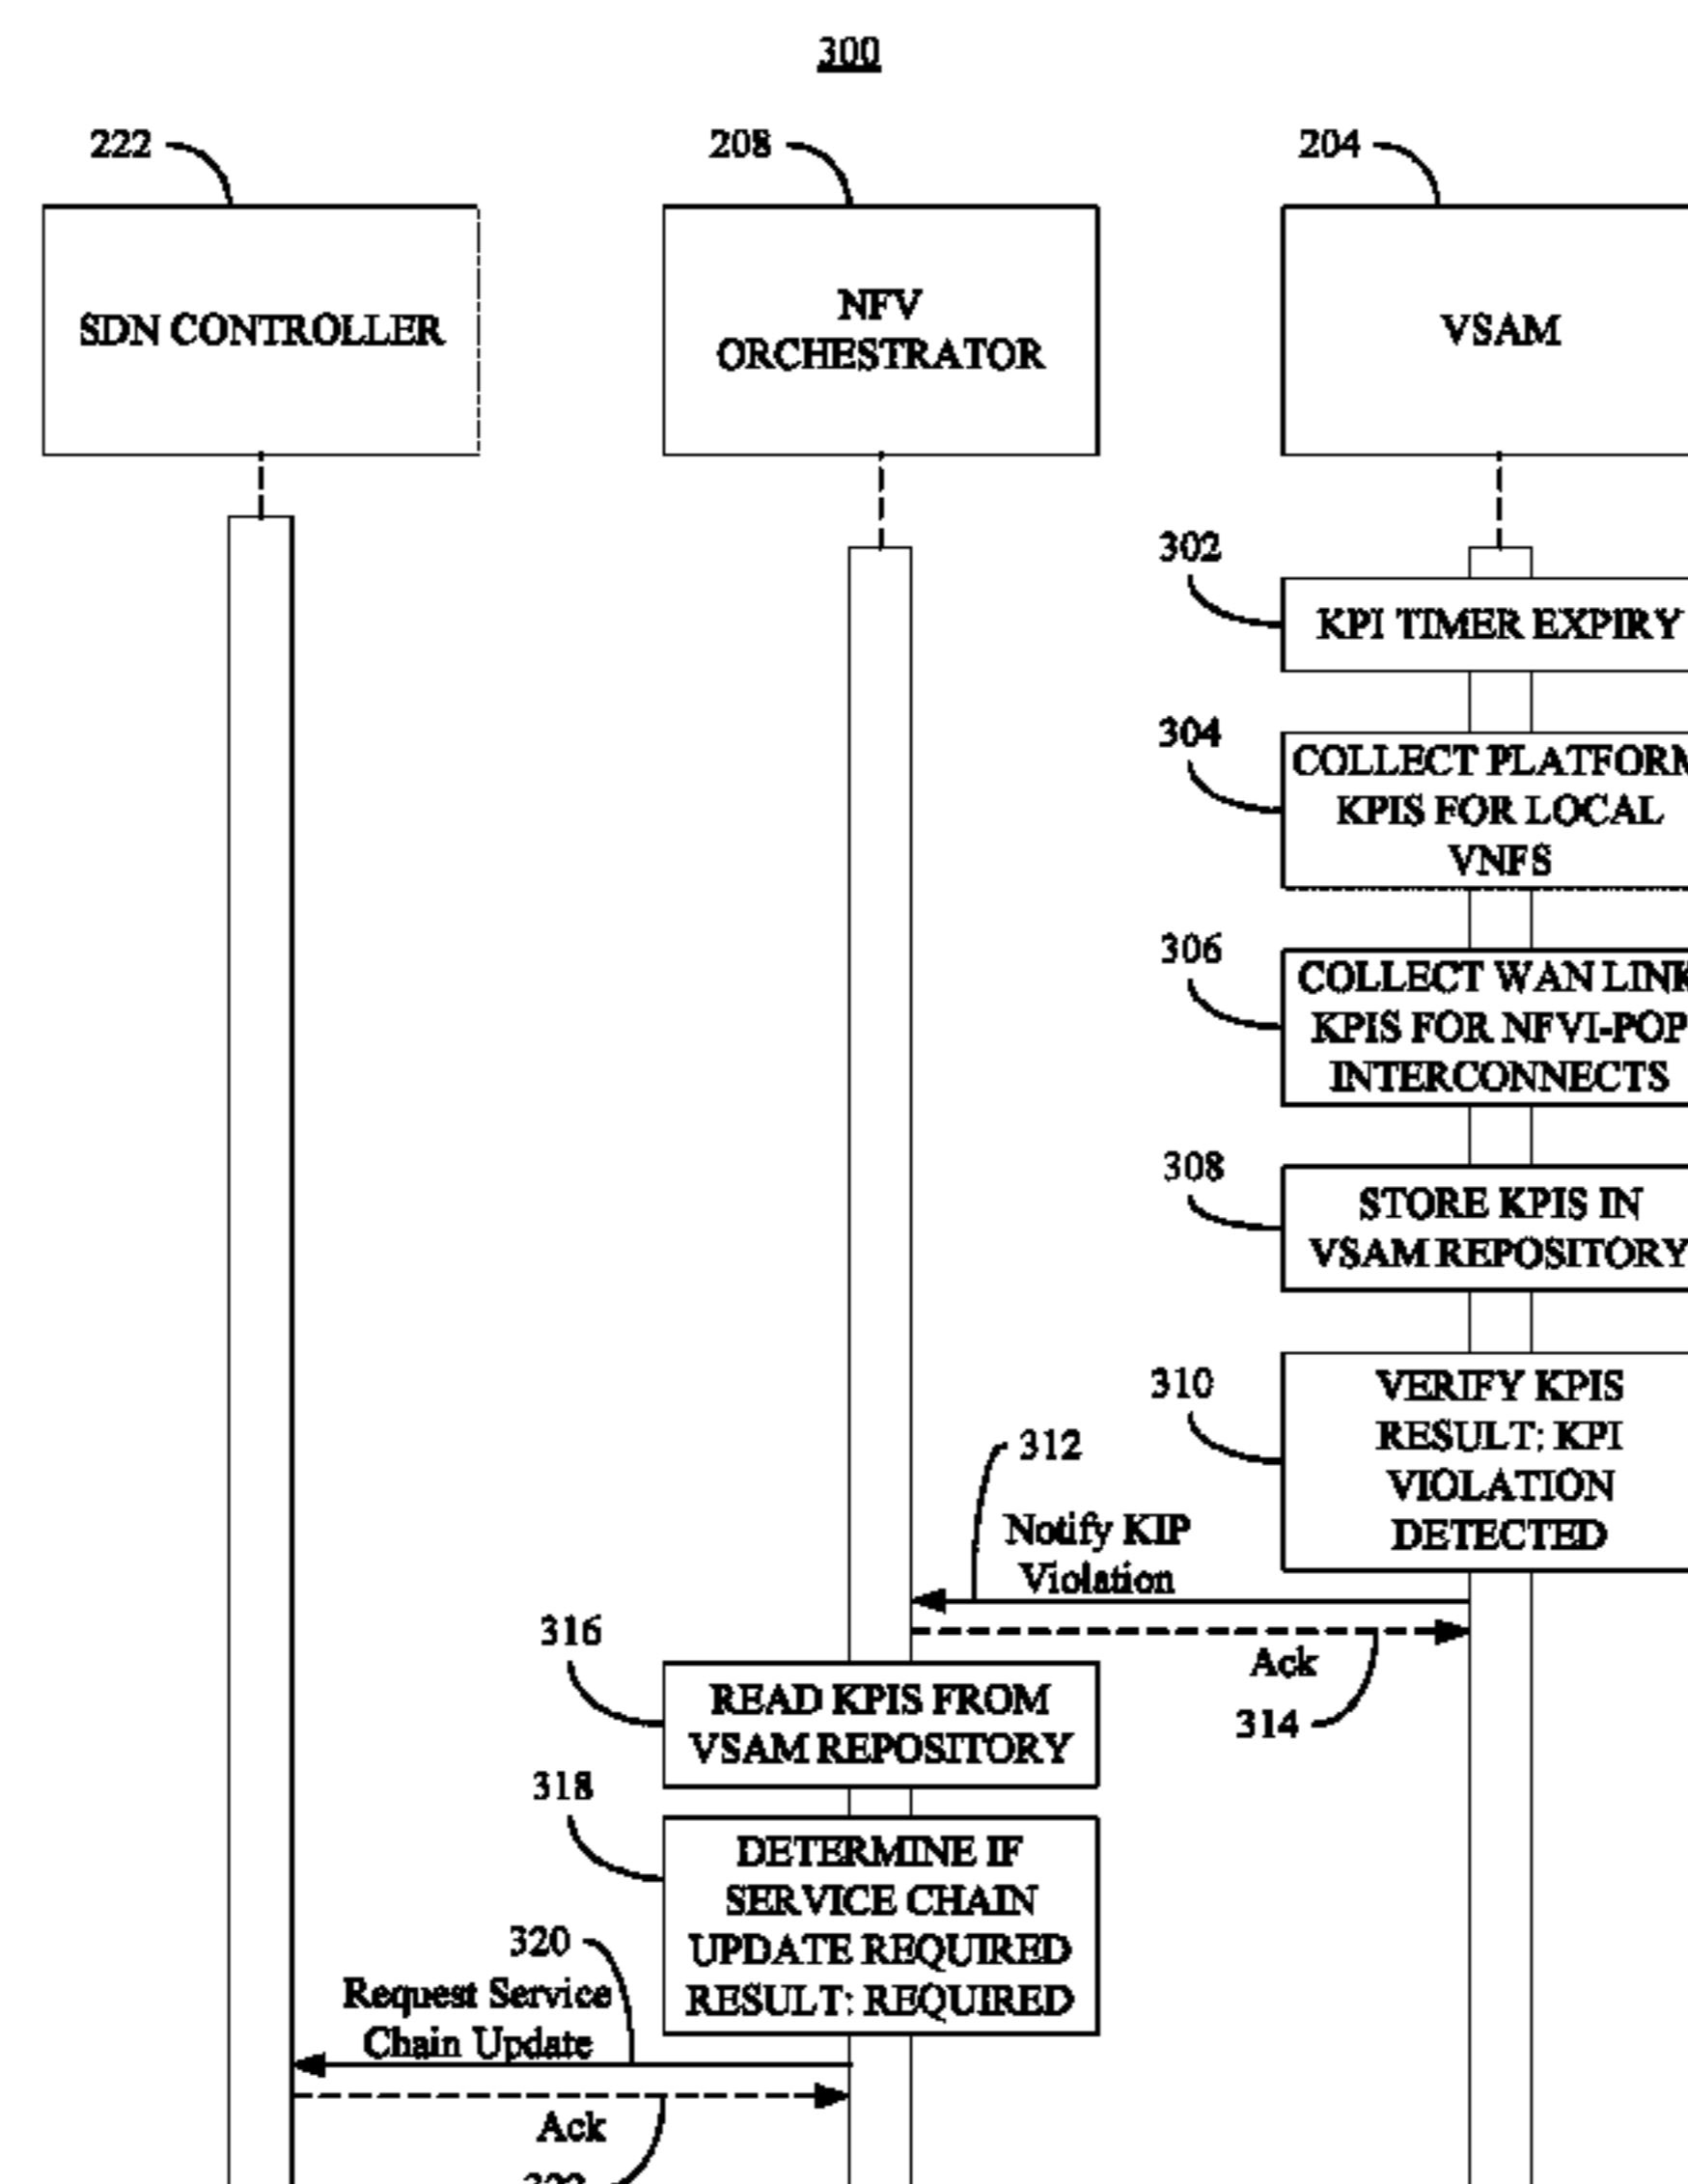 300
222
208
204
SDN CONTROLLER
NFV
ORCHESTRATOR
VSAM
302
KPI TIMER EXPIRY
304
COLLECT PLATFORM
KPIS FOR LOCAL
VNFS
306
COLLECT WAN LINK
KPIS FOR NFVI-POP
INTERCONNECTS
308
STORE KPIS IN
VSAM REPOSITORY
310
VERIFY KPIS
RESULT: KPI
VIOLATION
DETECTED
312
Notify KIP
Violation
Ack
314
316
READ KPIS FROM
VSAM REPOSITORY
318
DETERMINE IF
SERVICE CHAIN
UPDATE REQUIRED
RESULT: REQUIRED
320
Request Service
Chain Update
Ack